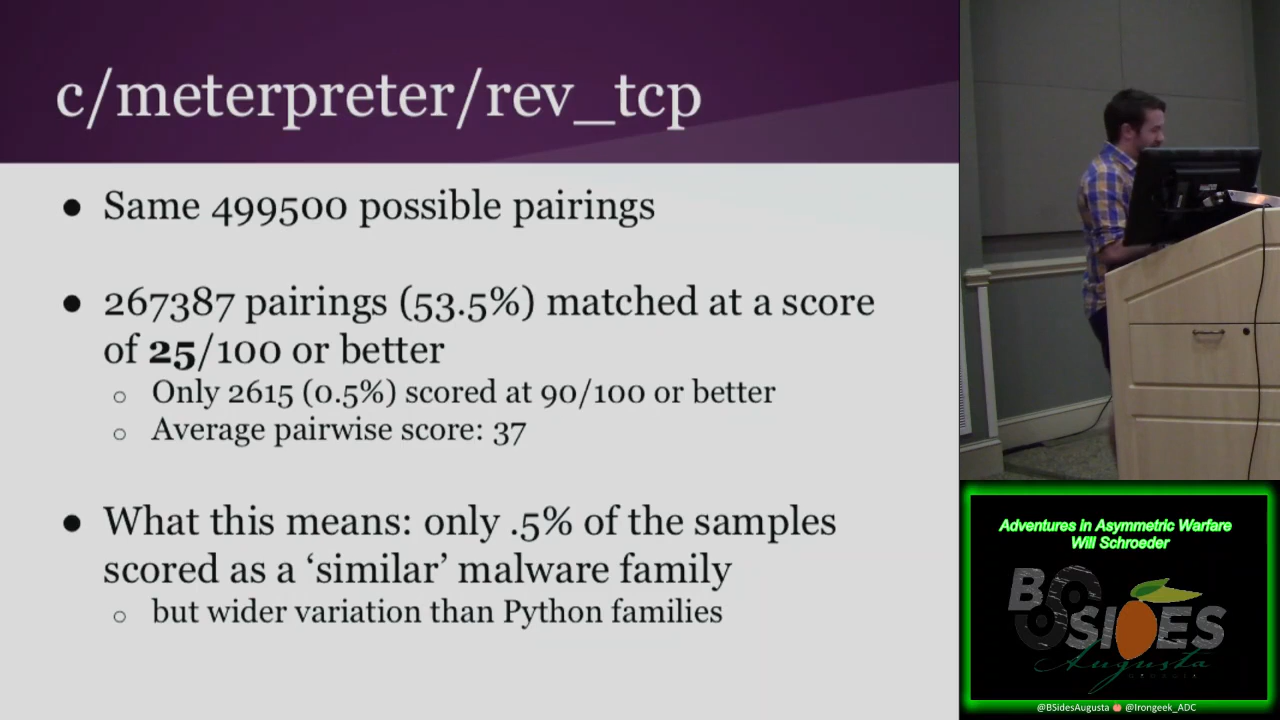 c/meterpreter/rev_tcp
● Same 499500 possible pairings
● 267387 pairings (53.5%) matched at a score
of 25/100 or better
○ Only 2615 (0.5%) scored at 90/100 or better
○ Average pairwise score: 37
● What this means: only .5% of the samples
scored as a ‘similar’ malware family
○ but wider variation than Python families
Adventures in Asymmetric Warfare
Will Schroeder
BSIDES
Augusta
@BSidesAugusta @Irongeek_ADC